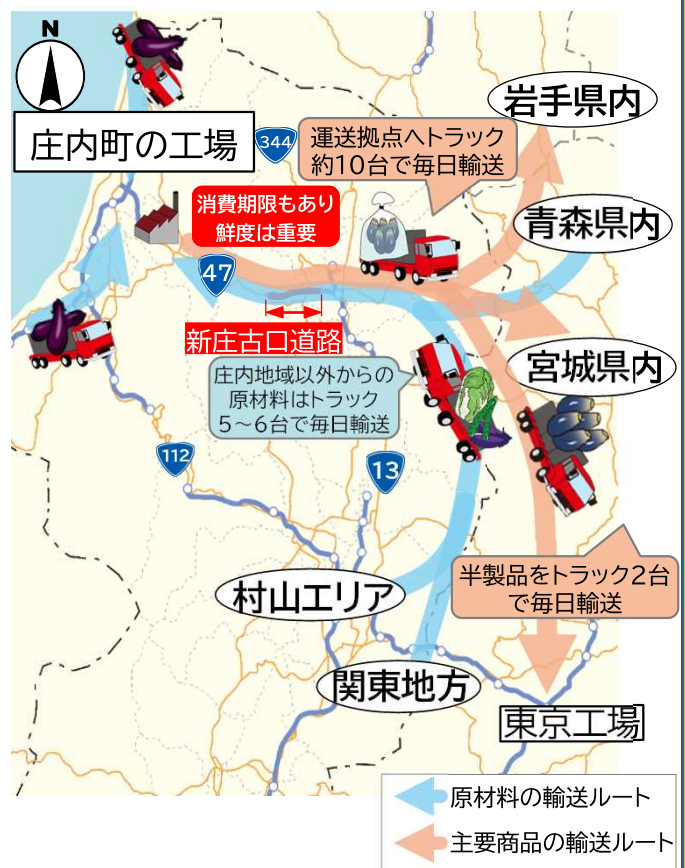 N
岩手県内
庄内町の工場
344
運送拠点へトラック
約10台で毎日輸送
消費期限もあり
鮮度は重要
青森県内
47
新庄古口道路
宮城県内
庄内地域以外からの
原材料はトラック
5～6台で毎日輸送
112
13
半製品をトラック2台
で毎日輸送
村山エリア
関東地方
東京工場
原材料の輸送ルート
主要商品の輸送ルート